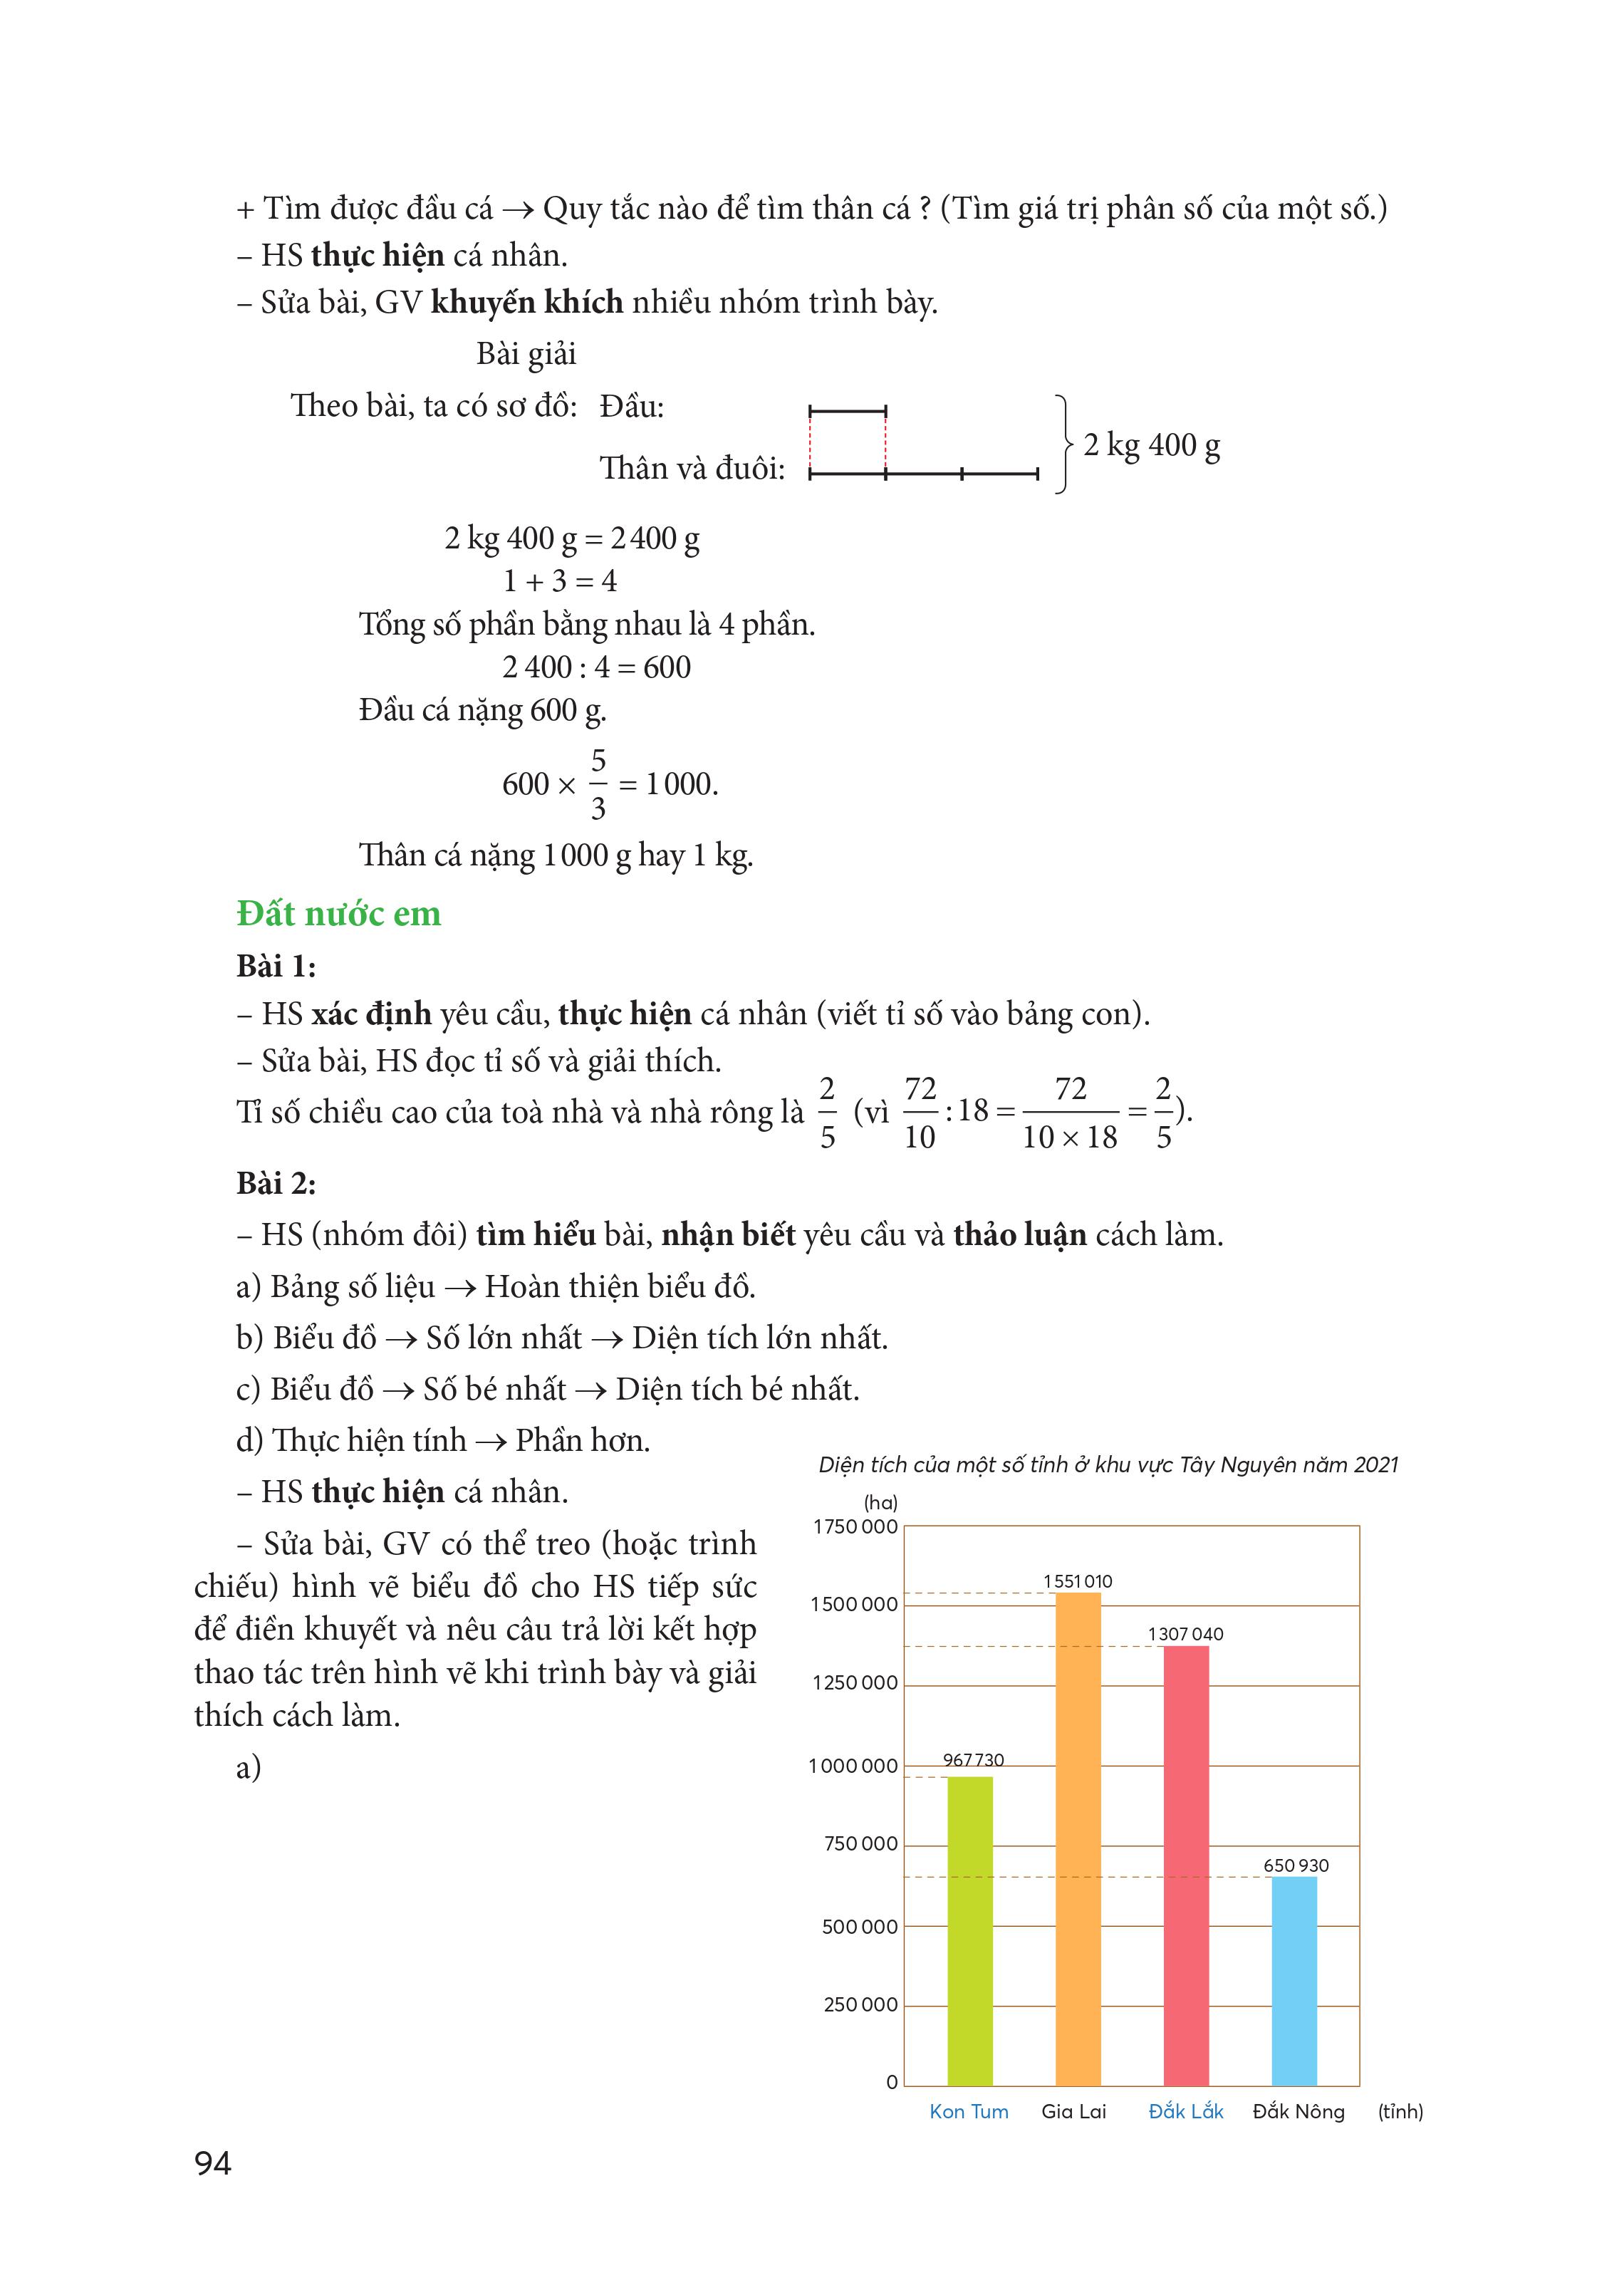 + Tìm được đầu cá → Quy tắc nào để tìm thân cá ? (Tìm giá trị phân số của một số.)
– HS thực hiện cá nhân.
– Sửa bài, GV khuyến khích nhiều nhóm trình bày.
Bài giải
Theo bài, ta có sơ đồ: Đầu:
Thân và đuôi:
2 kg 400 g
2 kg 400 g = 2 400 g
1 + 3 = 4
Tổng số phần bằng nhau là 4 phần.
2 400 : 4 = 600
Đầu cá nặng 600 g.
600 × 5/3 = 1 000.
Thân cá nặng 1 000 g hay 1 kg.
Đất nước em
Bài 1:
– HS xác định yêu cầu, thực hiện cá nhân (viết tỉ số vào bảng con).
– Sửa bài, HS đọc tỉ số và giải thích.
Tỉ số chiều cao của toà nhà và nhà rông là 2/5 (vì 72/10 : 18 = 72/(10 × 18) = 2/5).
Bài 2:
– HS (nhóm đôi) tìm hiểu bài, nhận biết yêu cầu và thảo luận cách làm.
a) Bảng số liệu → Hoàn thiện biểu đồ.
b) Biểu đồ → Số lớn nhất → Diện tích lớn nhất.
c) Biểu đồ → Số bé nhất → Diện tích bé nhất.
d) Thực hiện tính → Phần hơn.
– HS thực hiện cá nhân.
– Sửa bài, GV có thể treo (hoặc trình
chiếu) hình vẽ biểu đồ cho HS tiếp sức
để điền khuyết và nêu câu trả lời kết hợp
thao tác trên hình vẽ khi trình bày và giải
thích cách làm.
a)
Diện tích của một số tỉnh ở khu vực Tây Nguyên năm 2021
(ha)
1 750 000
1 551 010
1 500 000
1 307 040
1 250 000
967 730
1 000 000
750 000
650 930
500 000
250 000
0
Kon Tum Gia Lai Đắk Lắk Đắk Nông (tỉnh)
94